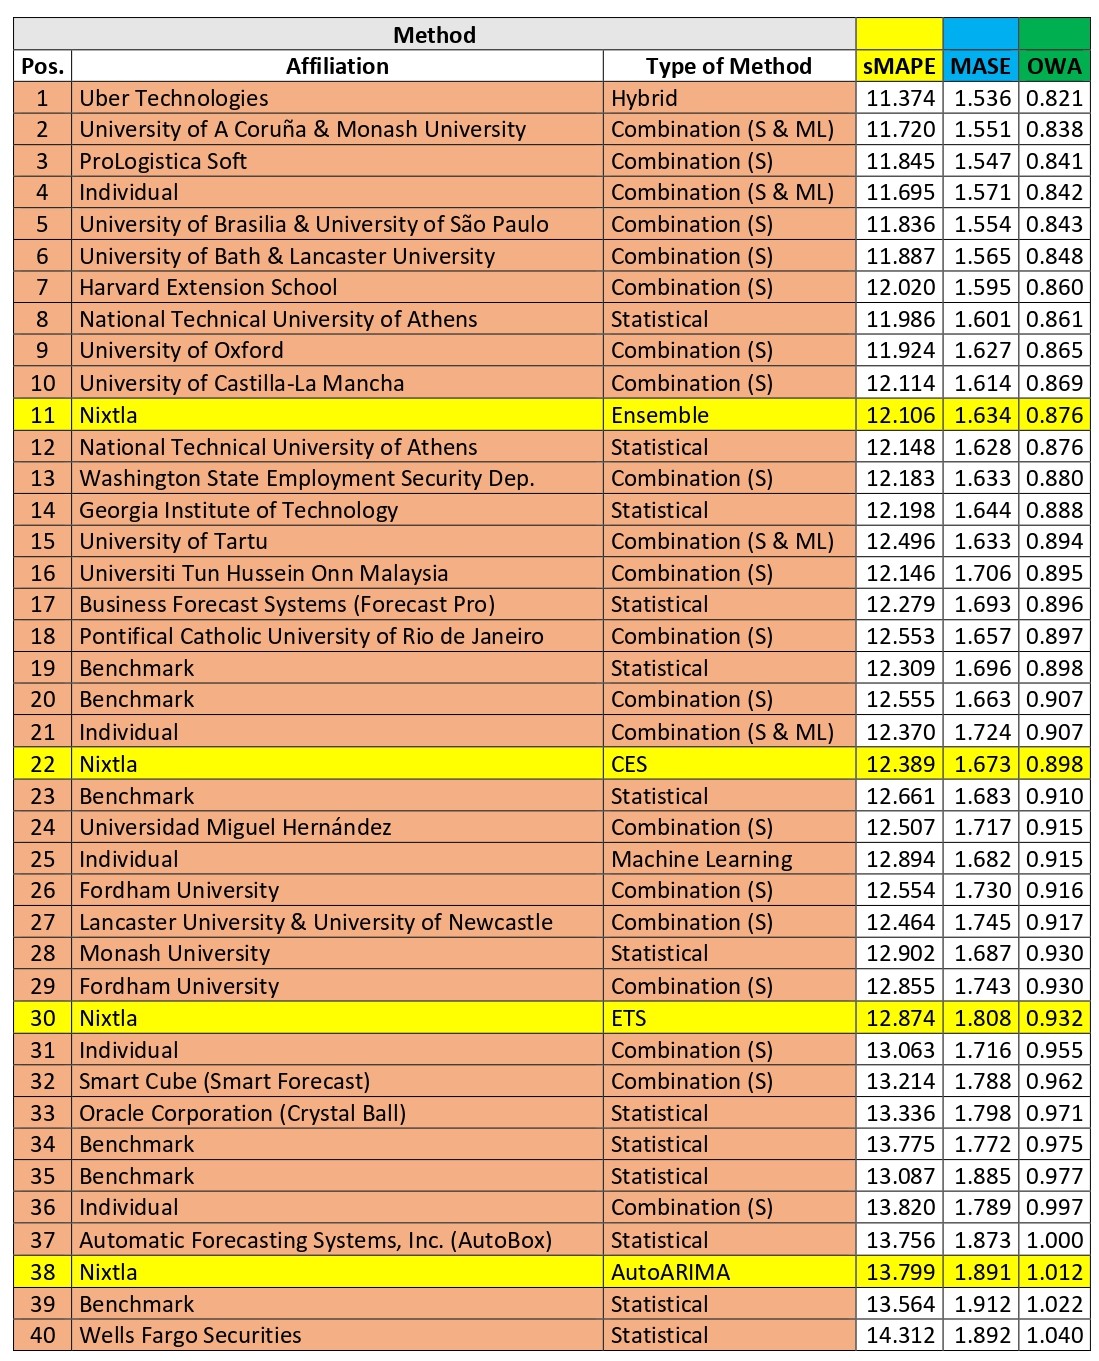 Method
Pos. Affiliation Type of Method sMAPE MASE OWA
1 Uber Technologies Hybrid 11.374 1.536 0.821
2 University of A Coruña & Monash University Combination (S & ML) 11.720 1.551 0.838
3 ProLogistica Soft Combination (S) 11.845 1.547 0.841
4 Individual Combination (S & ML) 11.695 1.571 0.842
5 University of Brasilia & University of São Paulo Combination (S) 11.836 1.554 0.843
6 University of Bath & Lancaster University Combination (S) 11.887 1.565 0.848
7 Harvard Extension School Combination (S) 12.020 1.595 0.860
8 National Technical University of Athens Statistical 11.986 1.601 0.861
9 University of Oxford Combination (S) 11.924 1.627 0.865
10 University of Castilla-La Mancha Combination (S) 12.114 1.614 0.869
11 Nixtla Ensemble 12.106 1.634 0.876
12 National Technical University of Athens Statistical 12.148 1.628 0.876
13 Washington State Employment Security Dep. Combination (S) 12.183 1.633 0.880
14 Georgia Institute of Technology Statistical 12.198 1.644 0.888
15 University of Tartu Combination (S & ML) 12.496 1.633 0.894
16 Universiti Tun Hussein Onn Malaysia Combination (S) 12.146 1.706 0.895
17 Business Forecast Systems (Forecast Pro) Statistical 12.279 1.693 0.896
18 Pontifical Catholic University of Rio de Janeiro Combination (S) 12.553 1.657 0.897
19 Benchmark Statistical 12.309 1.696 0.898
20 Benchmark Combination (S) 12.555 1.663 0.907
21 Individual Combination (S & ML) 12.370 1.724 0.907
22 Nixtla CES 12.389 1.673 0.898
23 Benchmark Statistical 12.661 1.683 0.910
24 Universidad Miguel Hernández Combination (S) 12.507 1.717 0.915
25 Individual Machine Learning 12.894 1.682 0.915
26 Fordham University Combination (S) 12.554 1.730 0.916
27 Lancaster University & University of Newcastle Combination (S) 12.464 1.745 0.917
28 Monash University Statistical 12.902 1.687 0.930
29 Fordham University Combination (S) 12.855 1.743 0.930
30 Nixtla ETS 12.874 1.808 0.932
31 Individual Combination (S) 13.063 1.716 0.955
32 Smart Cube (Smart Forecast) Combination (S) 13.214 1.788 0.962
33 Oracle Corporation (Crystal Ball) Statistical 13.336 1.798 0.971
34 Benchmark Statistical 13.775 1.772 0.975
35 Benchmark Statistical 13.087 1.885 0.977
36 Individual Combination (S) 13.820 1.789 0.997
37 Automatic Forecasting Systems, Inc. (AutoBox) Statistical 13.756 1.873 1.000
38 Nixtla AutoARIMA 13.799 1.891 1.012
39 Benchmark Statistical 13.564 1.912 1.022
40 Wells Fargo Securities Statistical 14.312 1.892 1.040